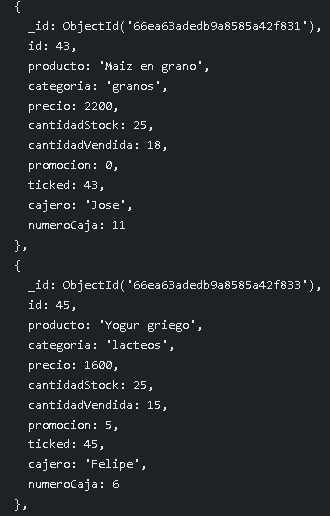 {
_id: ObjectId('66ea63adedb9a8585a42f831'),
id: 43,
producto: 'Maiz en grano',
categoria: 'granos',
precio: 2200,
cantidadStock: 25,
cantidadVendida: 18,
promocion: 0,
ticked: 43,
cajero: 'Jose',
numeroCaja: 11
},
{
_id: ObjectId('66ea63adedb9a8585a42f833'),
id: 45,
producto: 'Yogur griego',
categoria: 'lacteos',
precio: 1600,
cantidadStock: 25,
cantidadVendida: 15,
promocion: 5,
ticked: 45,
cajero: 'Felipe',
numeroCaja: 6
},